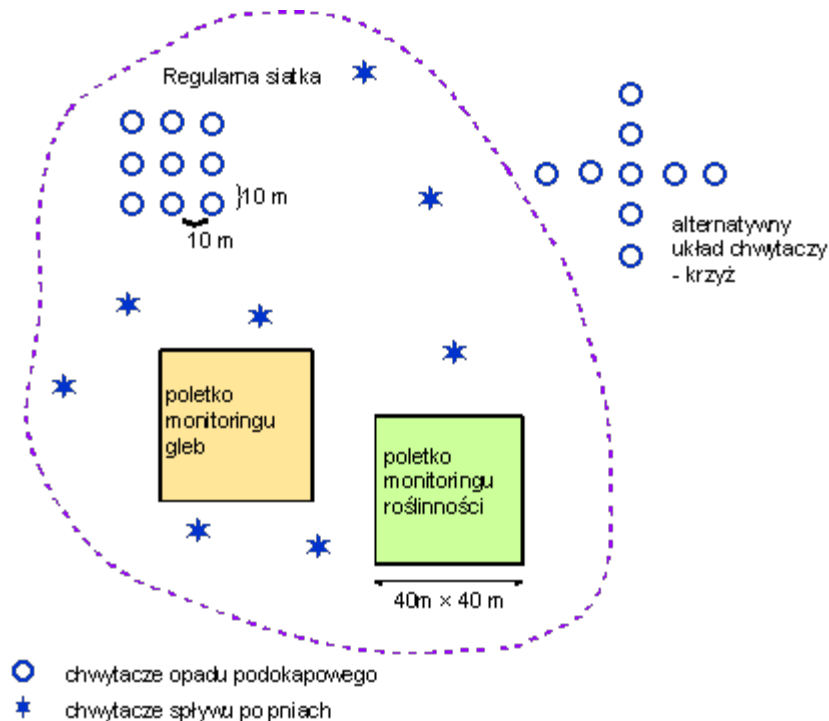 Regularna siatka
10 m
10 m
alternatywny
układ chwytaczy
- krzyż
poletko
monitoringu
gleb
poletko
monitoringu
roślinności
40m × 40 m
chwytacze opadu podokapowego
chwytacze spływu po pniach